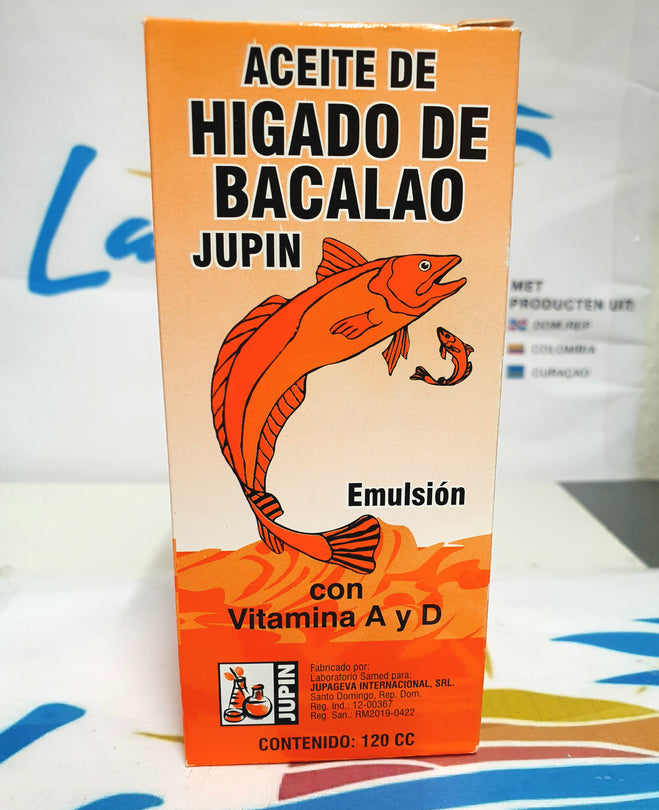 ACEITE DE
HIGADO DE
BACALAO
JUPIN
MET
PRODUCTEN UIT:
DOM.REP
COLOMBIA
CURAÇAO
Emulsión
con
Vitamina A y D
JUPIN
Fabricado por:
Laboratorio Samed para:
JUPAGEVA INTERNACIONAL, SRL.
Santo Domingo, Rep. Dom.
Reg. Ind.: 12-00367
Reg. San.: RM2019-0422
CONTENIDO: 120 CC